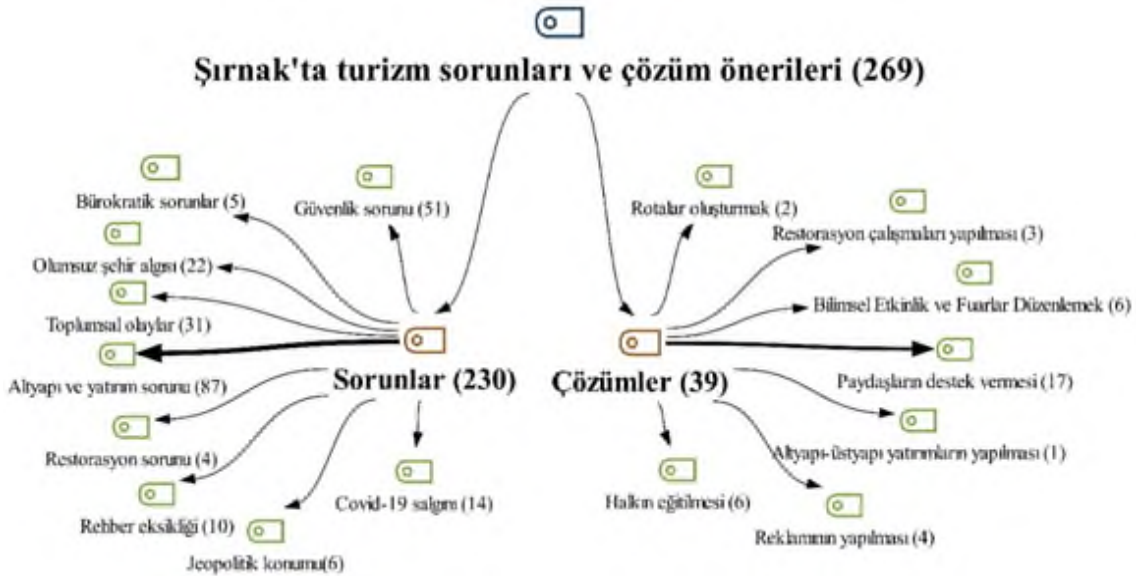 Şırnak'ta turizm sorunları ve çözüm önerileri (269)
Bürokratik sorunlar (5)
Güvenlik sorunu (51)
Rotalar oluşturmak (2)
Restorasyon çalışmaları yapılması (3)
Olumsuz şehir algısı (22)
Bilimsel Etkinlik ve Fuarlar Düzenlemek (6)
Toplumsal olaylar (31)
Sorunlar (230)
Çözümler (39)
Altyapı ve yatırım sorunu (87)
Paydaşların destek vermesi (17)
Restorasyon sorunu (4)
Altyapı-üstyapı yatırımların yapılması (1)
Covid-19 salgını (14)
Halkın eğitilmesi (6)
Rehber eksikliği (10)
Reklamının yapılması (4)
Jeopolitik konumu(6)